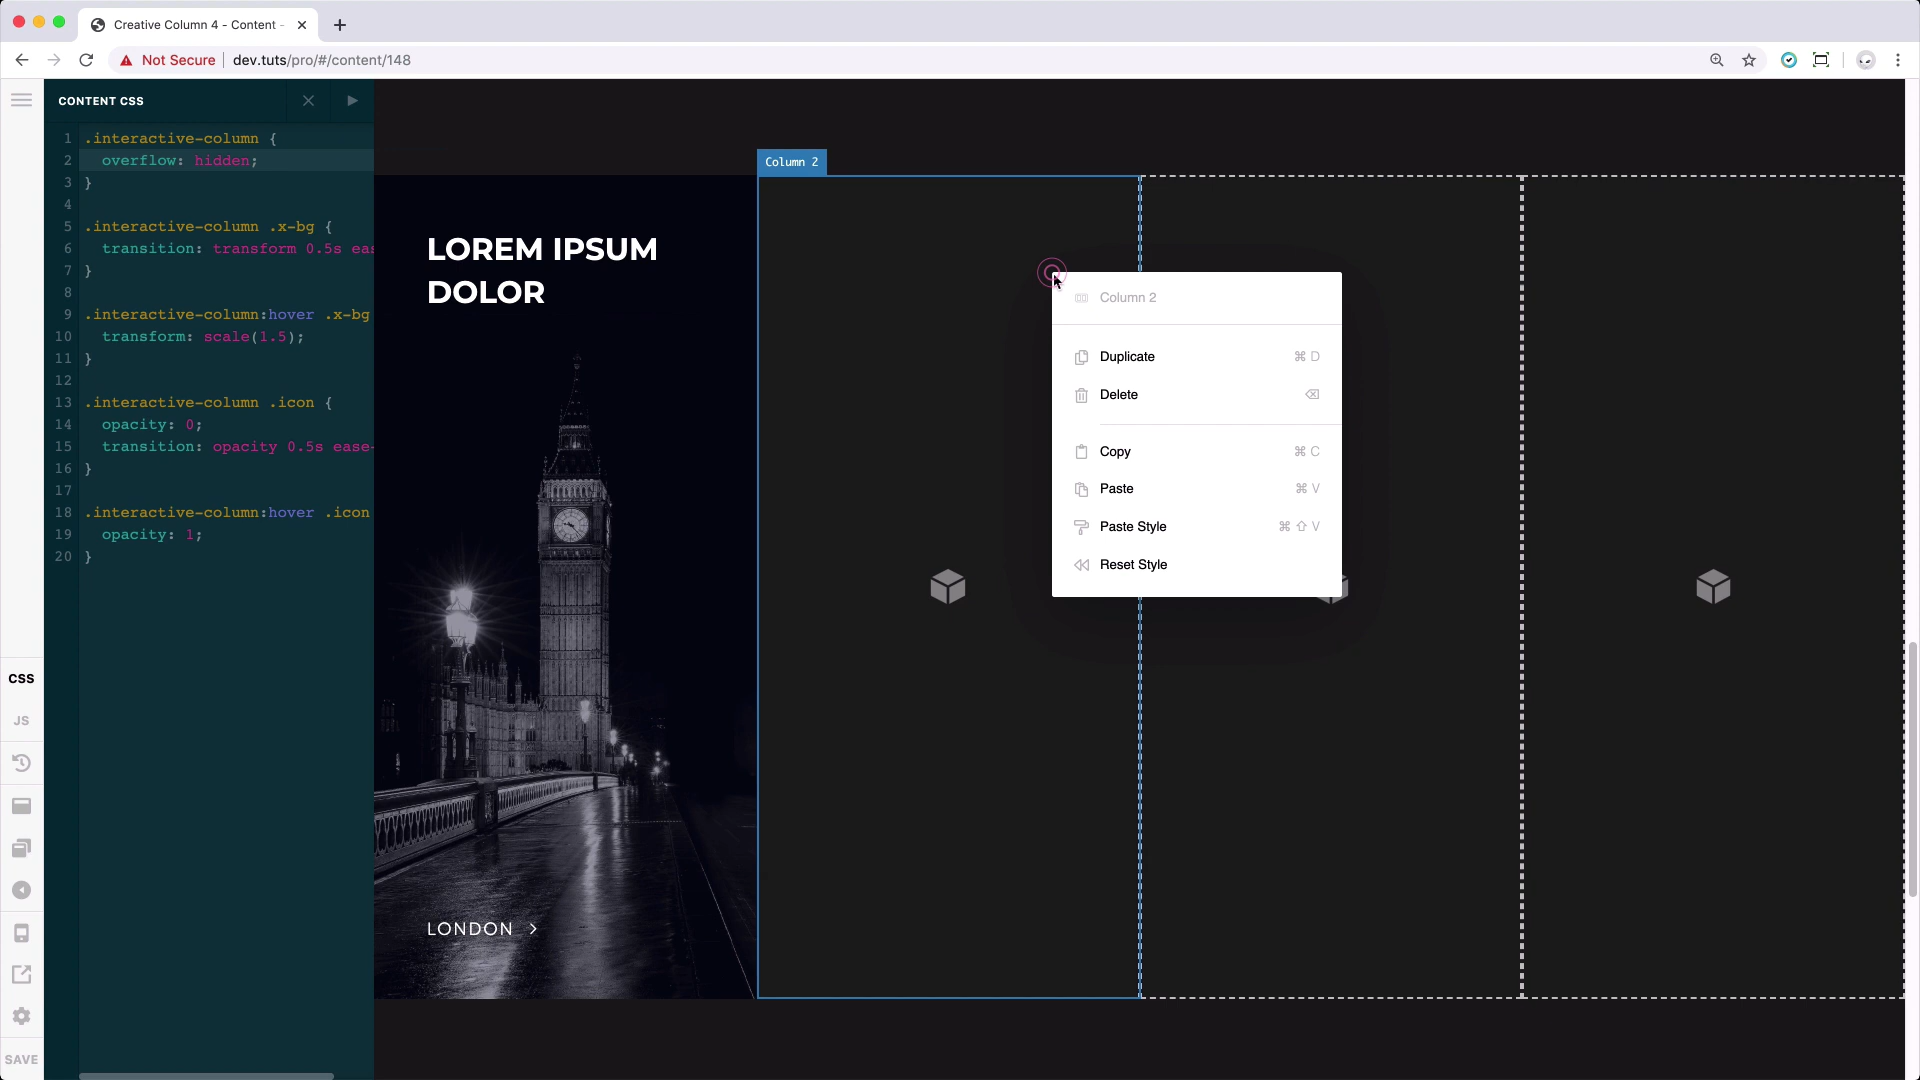 Creative Column 4 - Content -
Not Secure
dev.tuts/pro/#/content/148
CONTENT CSS
1 .interactive-column {
2 overflow: hidden;
3 }
4
5 .interactive-column .x-bg {
6 transition: transform 0.5s eas
7 }
8
9 .interactive-column:hover .x-bg
10 transform: scale(1.5);
11 }
12
13 .interactive-column .icon {
14 opacity: 0;
15 transition: opacity 0.5s ease-
16 }
17
18 .interactive-column:hover .icon
19 opacity: 1;
20 }
CSS
JS
SAVE
LOREM IPSUM
DOLOR
LONDON
Column 2
Column 2
Duplicate ⌘ D
Delete ⌫
Copy ⌘ C
Paste ⌘ V
Paste Style ⌘ ⇧ V
Reset Style